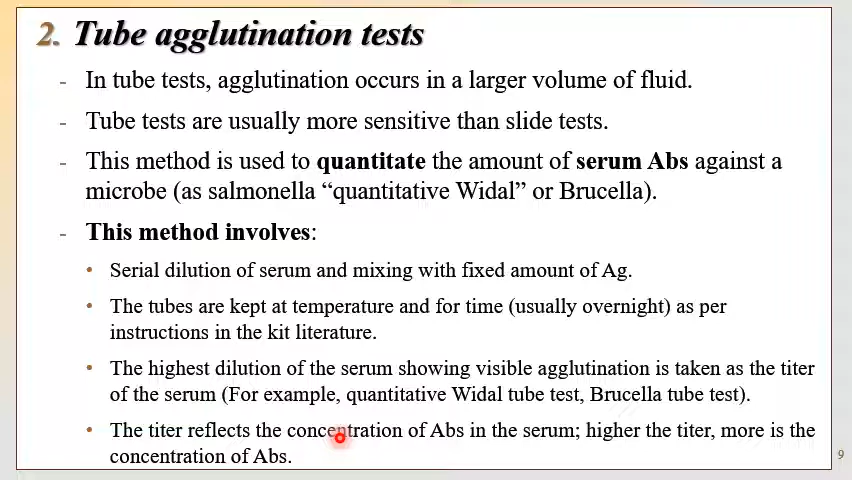 2. Tube agglutination tests
- In tube tests, agglutination occurs in a larger volume of fluid.
- Tube tests are usually more sensitive than slide tests.
- This method is used to quantitate the amount of serum Abs against a
microbe (as salmonella “quantitative Widal” or Brucella).
- This method involves:
• Serial dilution of serum and mixing with fixed amount of Ag.
• The tubes are kept at temperature and for time (usually overnight) as per
instructions in the kit literature.
• The highest dilution of the serum showing visible agglutination is taken as the titer
of the serum (For example, quantitative Widal tube test, Brucella tube test).
• The titer reflects the concentration of Abs in the serum; higher the titer, more is the
concentration of Abs.
9